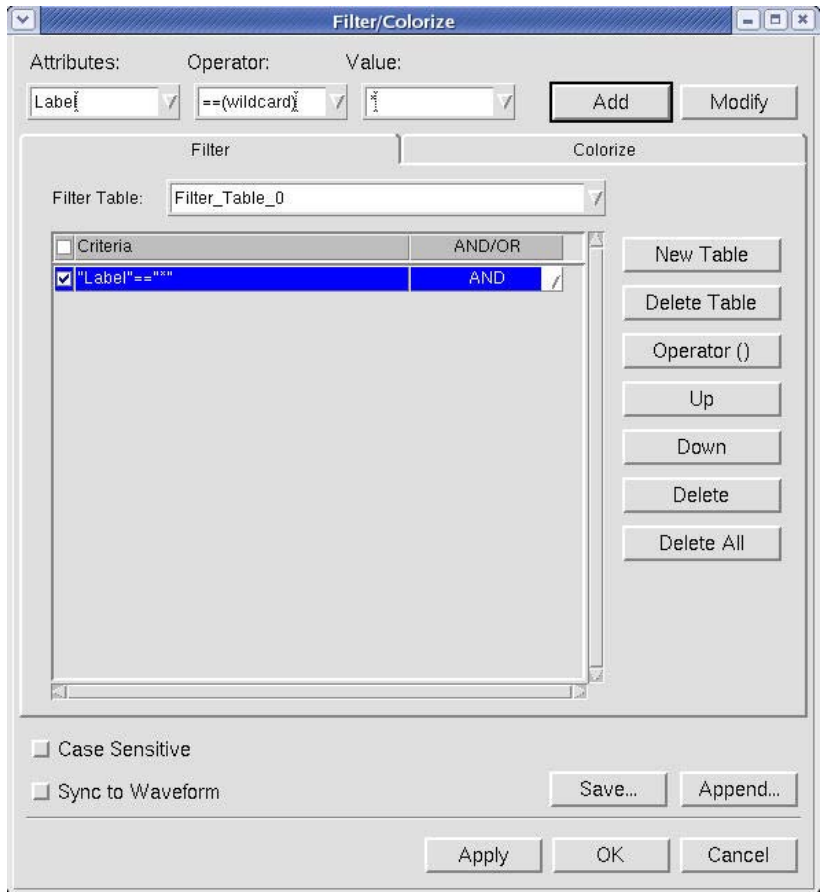 Filter/Colorize
Attributes: Operator: Value:
Label ==(wildcard) * Add Modify
Filter Colorize
Filter Table: Filter_Table_0
Criteria AND/OR
"Label"=="*" AND
New Table
Delete Table
Operator ()
Up
Down
Delete
Delete All
Case Sensitive
Sync to Waveform
Save... Append...
Apply OK Cancel